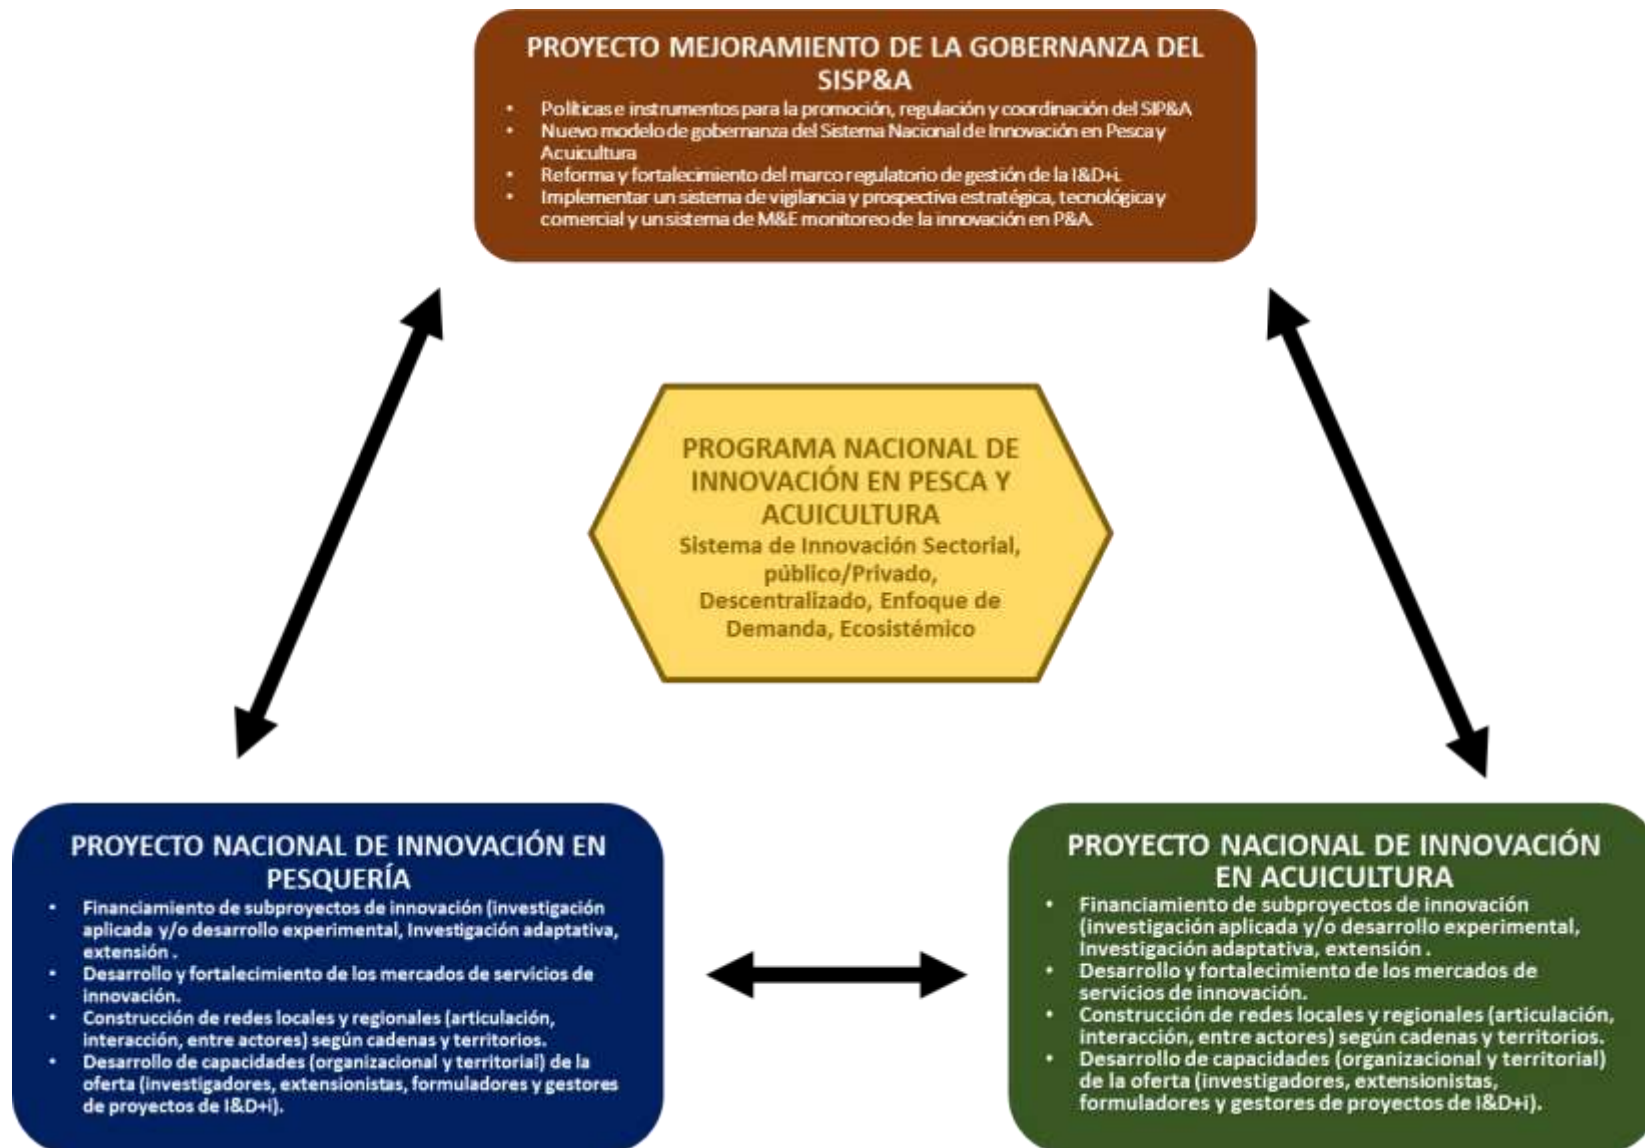 PROYECTO MEJORAMIENTO DE LA GOBERNANZA DEL
SISP&A
• Políticas e instrumentos para la promoción, regulación y coordinación del SIP&A
• Nuevo modelo de gobernanza del Sistema Nacional de Innovación en Pesca y
Acuicultura
• Reforma y fortalecimiento del marco regulatorio de gestión de la I&D+i.
• Implementar un sistema de vigilancia y prospectiva estratégica, tecnológica y
comercial y un sistema de M&E monitoreo de la innovación en P&A.
PROGRAMA NACIONAL DE
INNOVACIÓN EN PESCA Y
ACUICULTURA
Sistema de Innovación Sectorial,
público/Privado,
Descentralizado, Enfoque de
Demanda, Ecosistémico
PROYECTO NACIONAL DE INNOVACIÓN EN
PESQUERÍA
• Financiamiento de subproyectos de innovación (investigación
aplicada y/o desarrollo experimental, Investigación adaptativa,
extensión .
• Desarrollo y fortalecimiento de los mercados de servicios de
innovación.
• Construcción de redes locales y regionales (articulación,
interacción, entre actores) según cadenas y territorios.
• Desarrollo de capacidades (organizacional y territorial) de la
oferta (investigadores, extensionistas, formuladores y gestores
de proyectos de I&D+i).
PROYECTO NACIONAL DE INNOVACIÓN
EN ACUICULTURA
• Financiamiento de subproyectos de innovación
(investigación aplicada y/o desarrollo experimental,
Investigación adaptativa, extensión .
• Desarrollo y fortalecimiento de los mercados de
servicios de innovación.
• Construcción de redes locales y regionales (articulación,
interacción, entre actores) según cadenas y territorios.
• Desarrollo de capacidades (organizacional y territorial)
de la oferta (investigadores, extensionistas,
formuladores y gestores de proyectos de I&D+i).